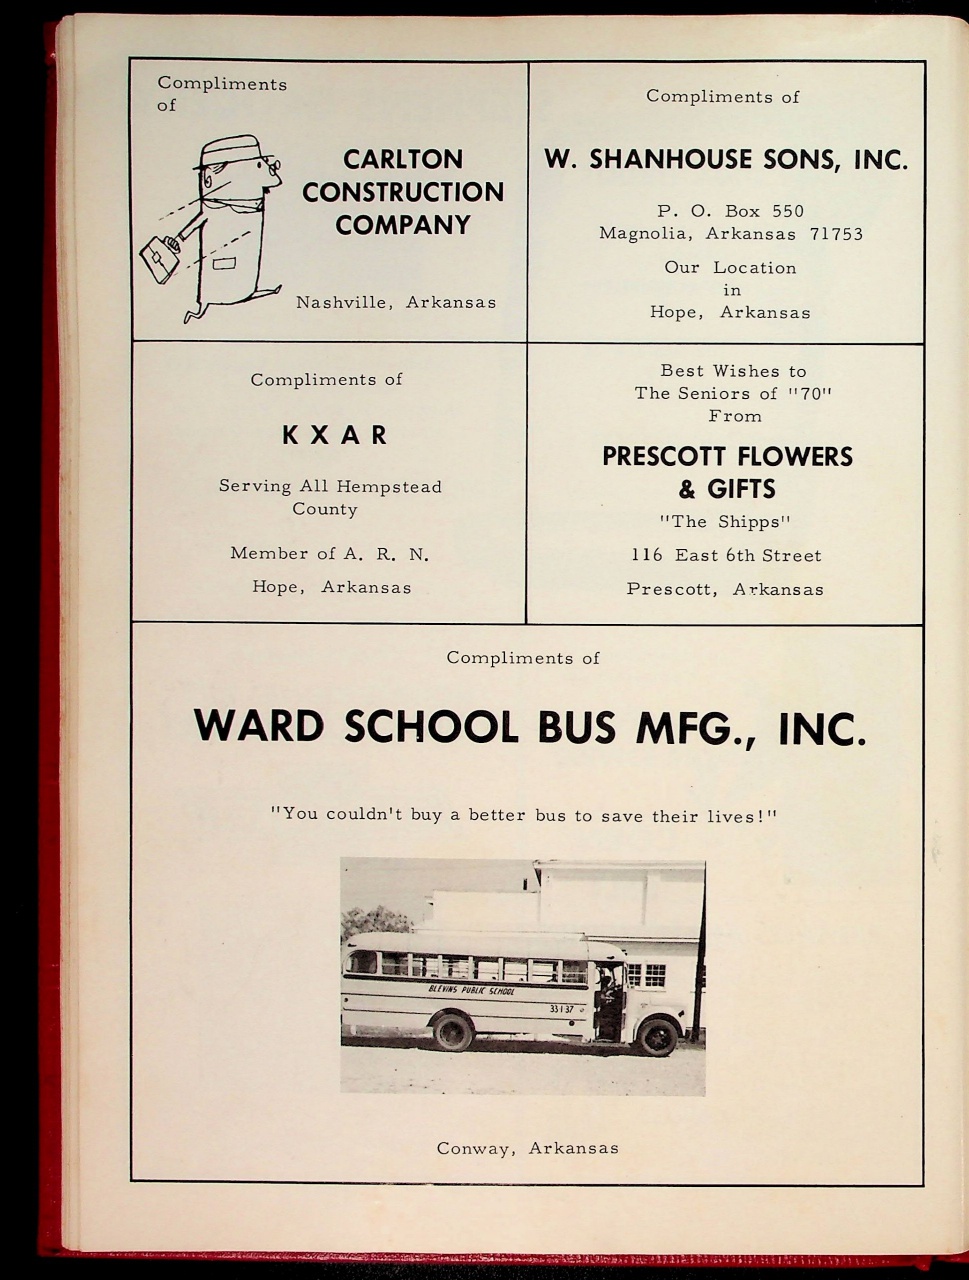 Compliments
of
CARLTON
CONSTRUCTION
COMPANY
Nashville, Arkansas
Compliments of
W. SHANHOUSE SONS, INC.
P. O. Box 550
Magnolia, Arkansas 71753
Our Location
in
Hope, Arkansas
Compliments of
K X A R
Serving All Hempstead
County
Member of A. R. N.
Hope, Arkansas
Best Wishes to
The Seniors of "70"
From
PRESCOTT FLOWERS
& GIFTS
"The Shipps"
116 East 6th Street
Prescott, Arkansas
Compliments of
WARD SCHOOL BUS MFG., INC.
"You couldn't buy a better bus to save their lives!"
BLEVINS PUBLIC SCHOOL
33 1 37
Conway, Arkansas